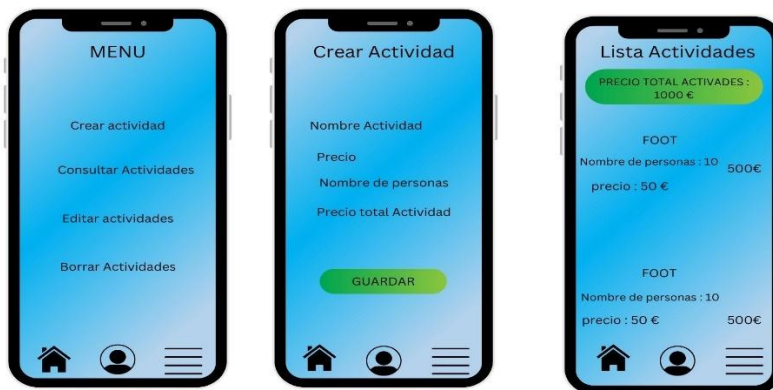 MENU
Crear actividad
Consultar Actividades
Editar actividades
Borrar Actividades
Crear Actividad
Nombre Actividad
Precio
Nombre de personas
Precio total Actividad
GUARDAR
Lista Actividades
PRECIO TOTAL ACTIVADES :
1000 €
FOOT
Nombre de personas : 10
500€
precio : 50 €
FOOT
Nombre de personas : 10
precio : 50 € 500€